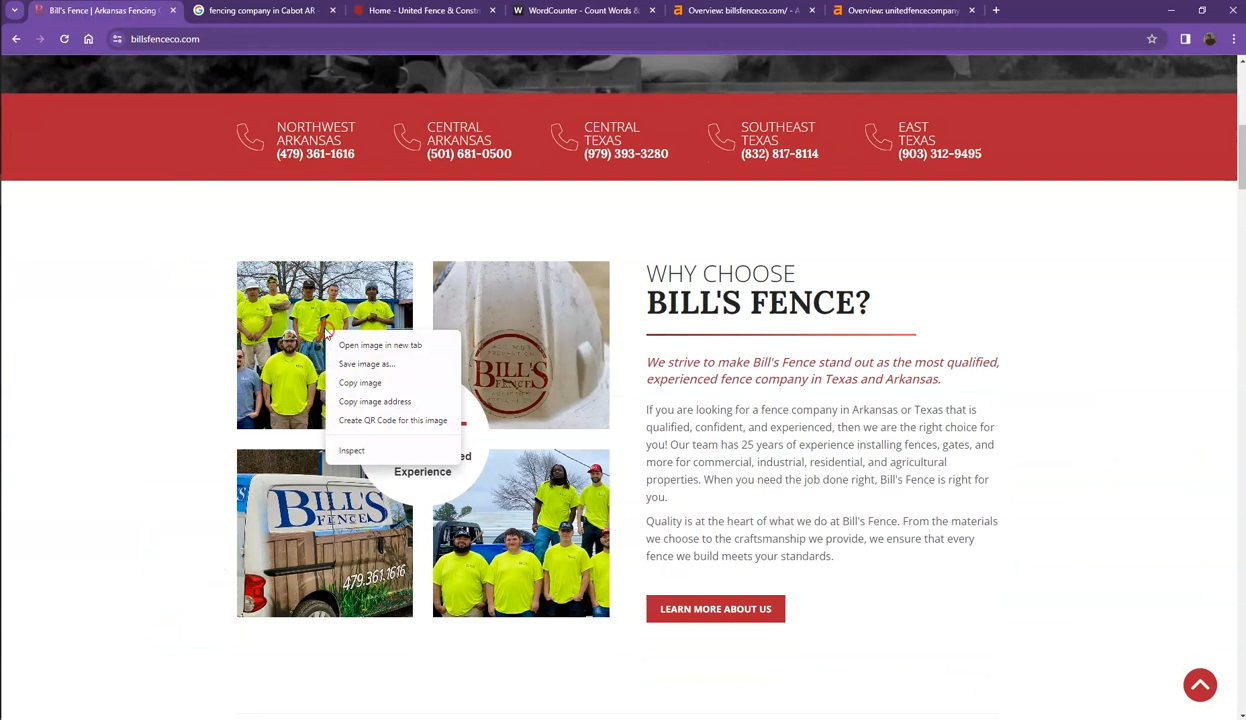 Bill's Fence | Arkansas Fencing
fencing company in Cabot AR -
Home - United Fence & Constr
WordCounter - Count Words &
Overview: billsfenceco.com/ - A
Overview: unitedfencecompany
billsfenceco.com
NORTHWEST
ARKANSAS
(479) 361-1616
CENTRAL
ARKANSAS
(501) 681-0500
CENTRAL
TEXAS
(979) 393-3280
SOUTHEAST
TEXAS
(832) 817-8114
EAST
TEXAS
(903) 312-9495
Open image in new tab
Save image as...
Copy image
Copy image address
Create QR Code for this image
Inspect
Experience
BILL'S
FENCE
BILL'S
FENCE
479.361.1616
WHY CHOOSE
BILL'S FENCE?
We strive to make Bill's Fence stand out as the most qualified,
experienced fence company in Texas and Arkansas.
If you are looking for a fence company in Arkansas or Texas that is
qualified, confident, and experienced, then we are the right choice for
you! Our team has 25 years of experience installing fences, gates, and
more for commercial, industrial, residential, and agricultural
properties. When you need the job done right, Bill's Fence is right for
you.
Quality is at the heart of what we do at Bill's Fence. From the materials
we choose to the craftsmanship we provide, we ensure that every
fence we build meets your standards.
LEARN MORE ABOUT US